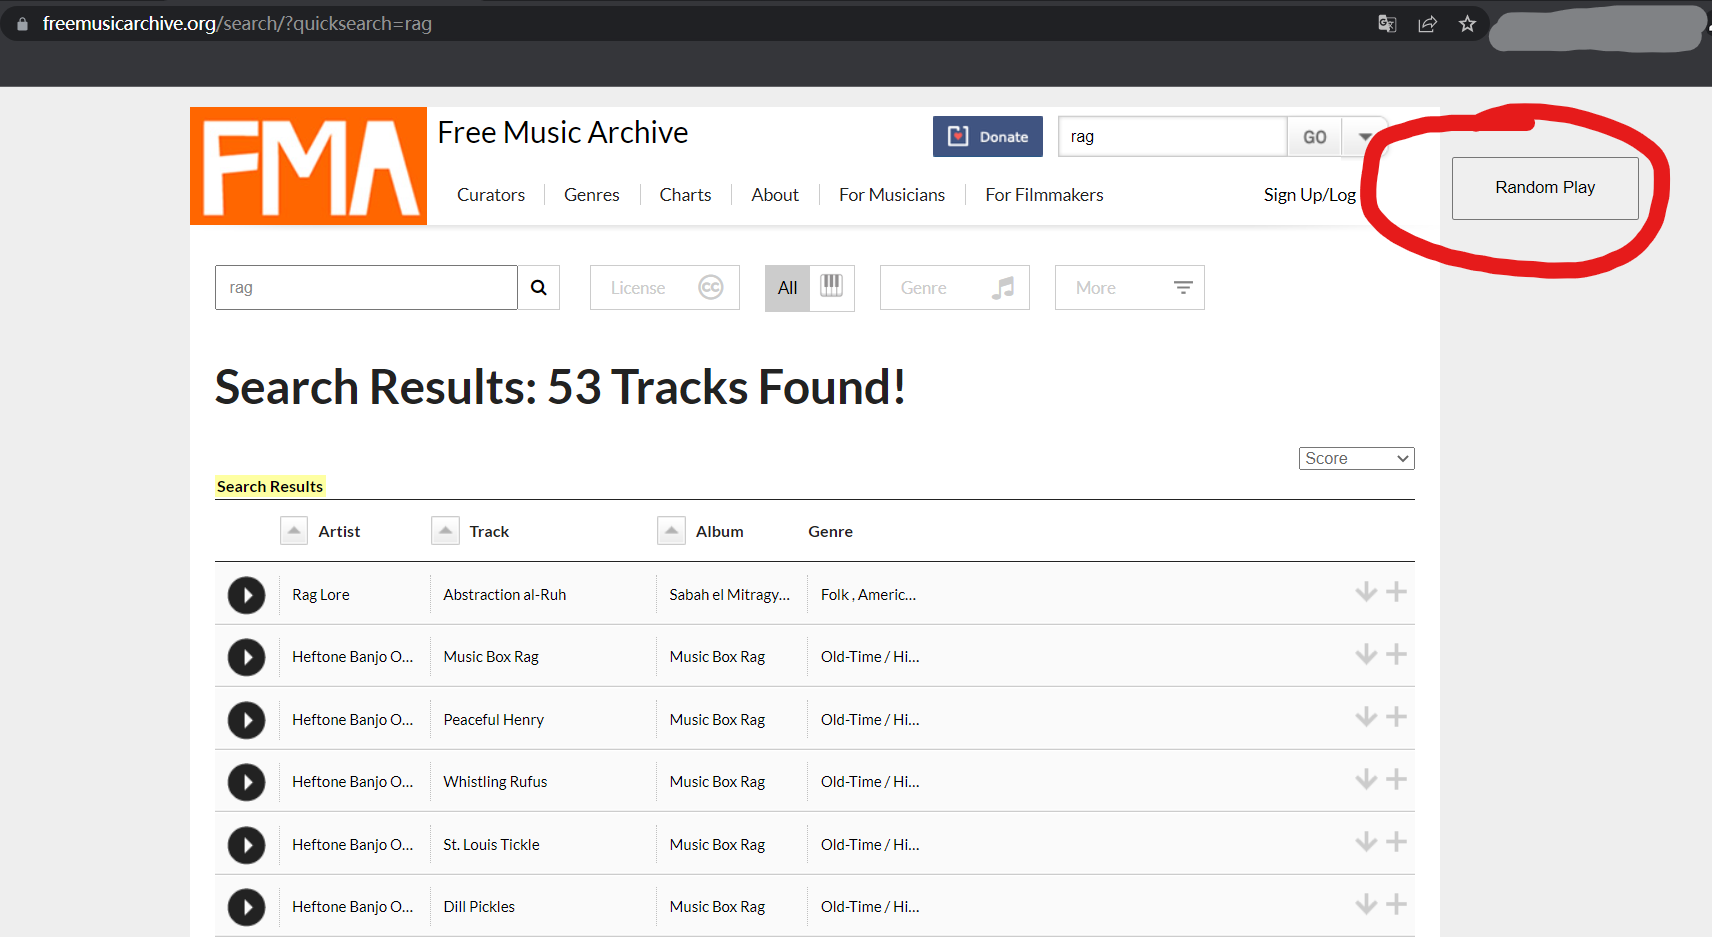 freemusicarchive.org/search/?quicksearch=rag
FMA
Free Music Archive
Donate
rag
GO
Curators
Genres
Charts
About
For Musicians
For Filmmakers
Sign Up/Log
Random Play
rag
License
CC
All
Genre
More
Search Results: 53 Tracks Found!
Score
Search Results
Artist Track Album Genre
Rag Lore Abstraction al-Ruh Sabah el Mitragy... Folk , Americ...
Heftone Banjo O... Music Box Rag Music Box Rag Old-Time / Hi...
Heftone Banjo O... Peaceful Henry Music Box Rag Old-Time / Hi...
Heftone Banjo O... Whistling Rufus Music Box Rag Old-Time / Hi...
Heftone Banjo O... St. Louis Tickle Music Box Rag Old-Time / Hi...
Heftone Banjo O... Dill Pickles Music Box Rag Old-Time / Hi...